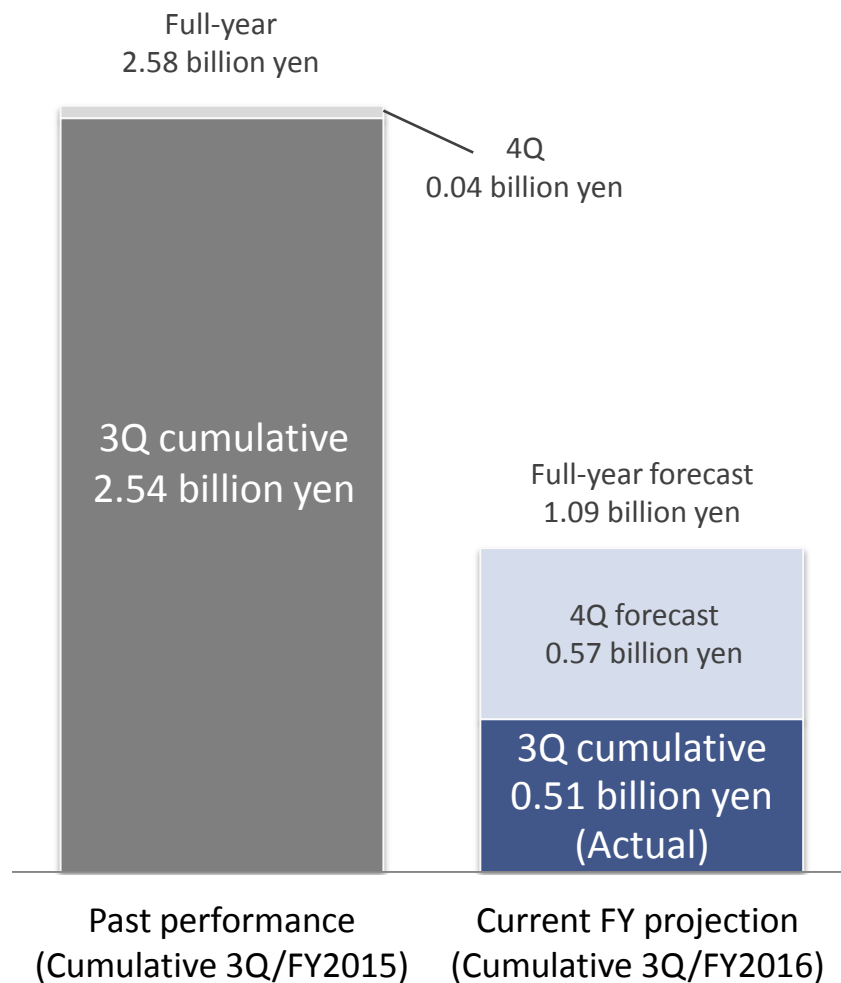 Full-year
2.58 billion yen
4Q
0.04 billion yen
3Q cumulative
2.54 billion yen
Full-year forecast
1.09 billion yen
4Q forecast
0.57 billion yen
3Q cumulative
0.51 billion yen
(Actual)
Past performance
(Cumulative 3Q/FY2015)
Current FY projection
(Cumulative 3Q/FY2016)